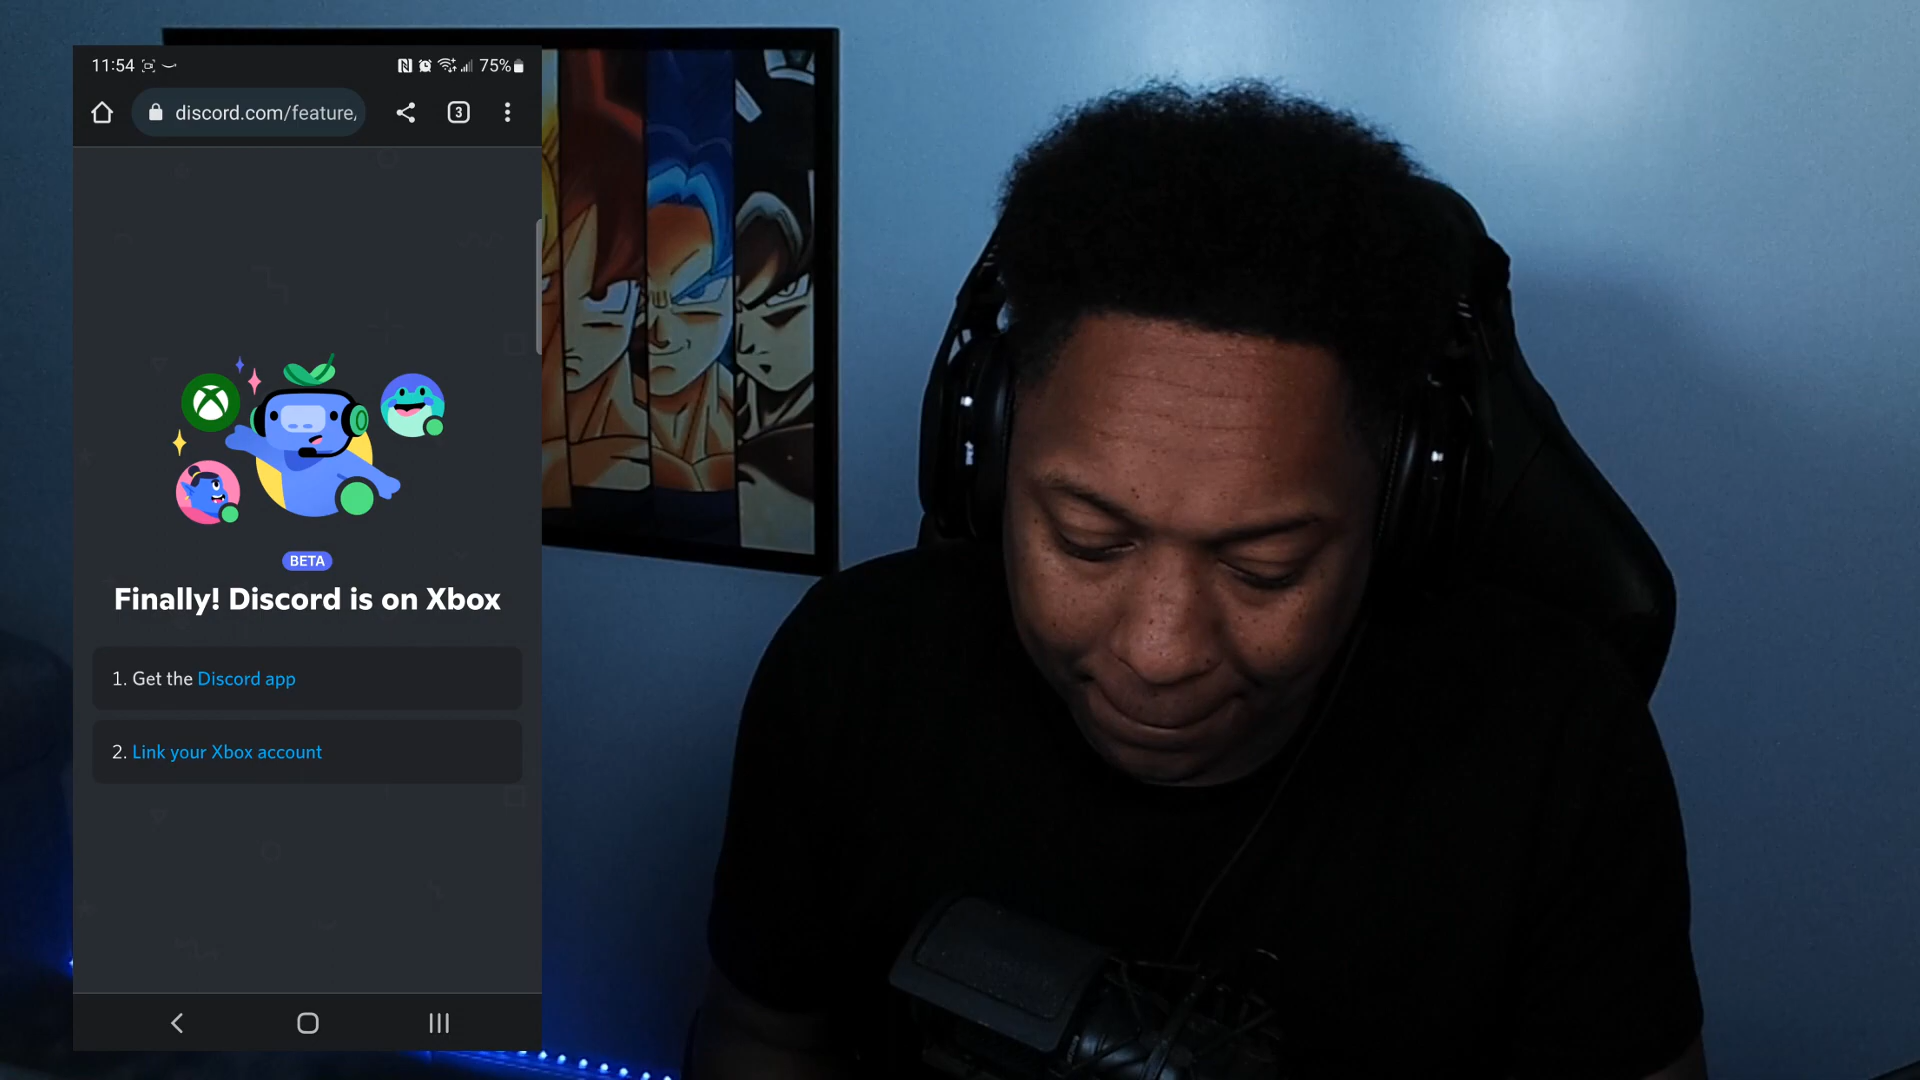 11:54
75%
discord.com/feature/
3
BETA
Finally! Discord is on Xbox
1. Get the Discord app
2. Link your Xbox account